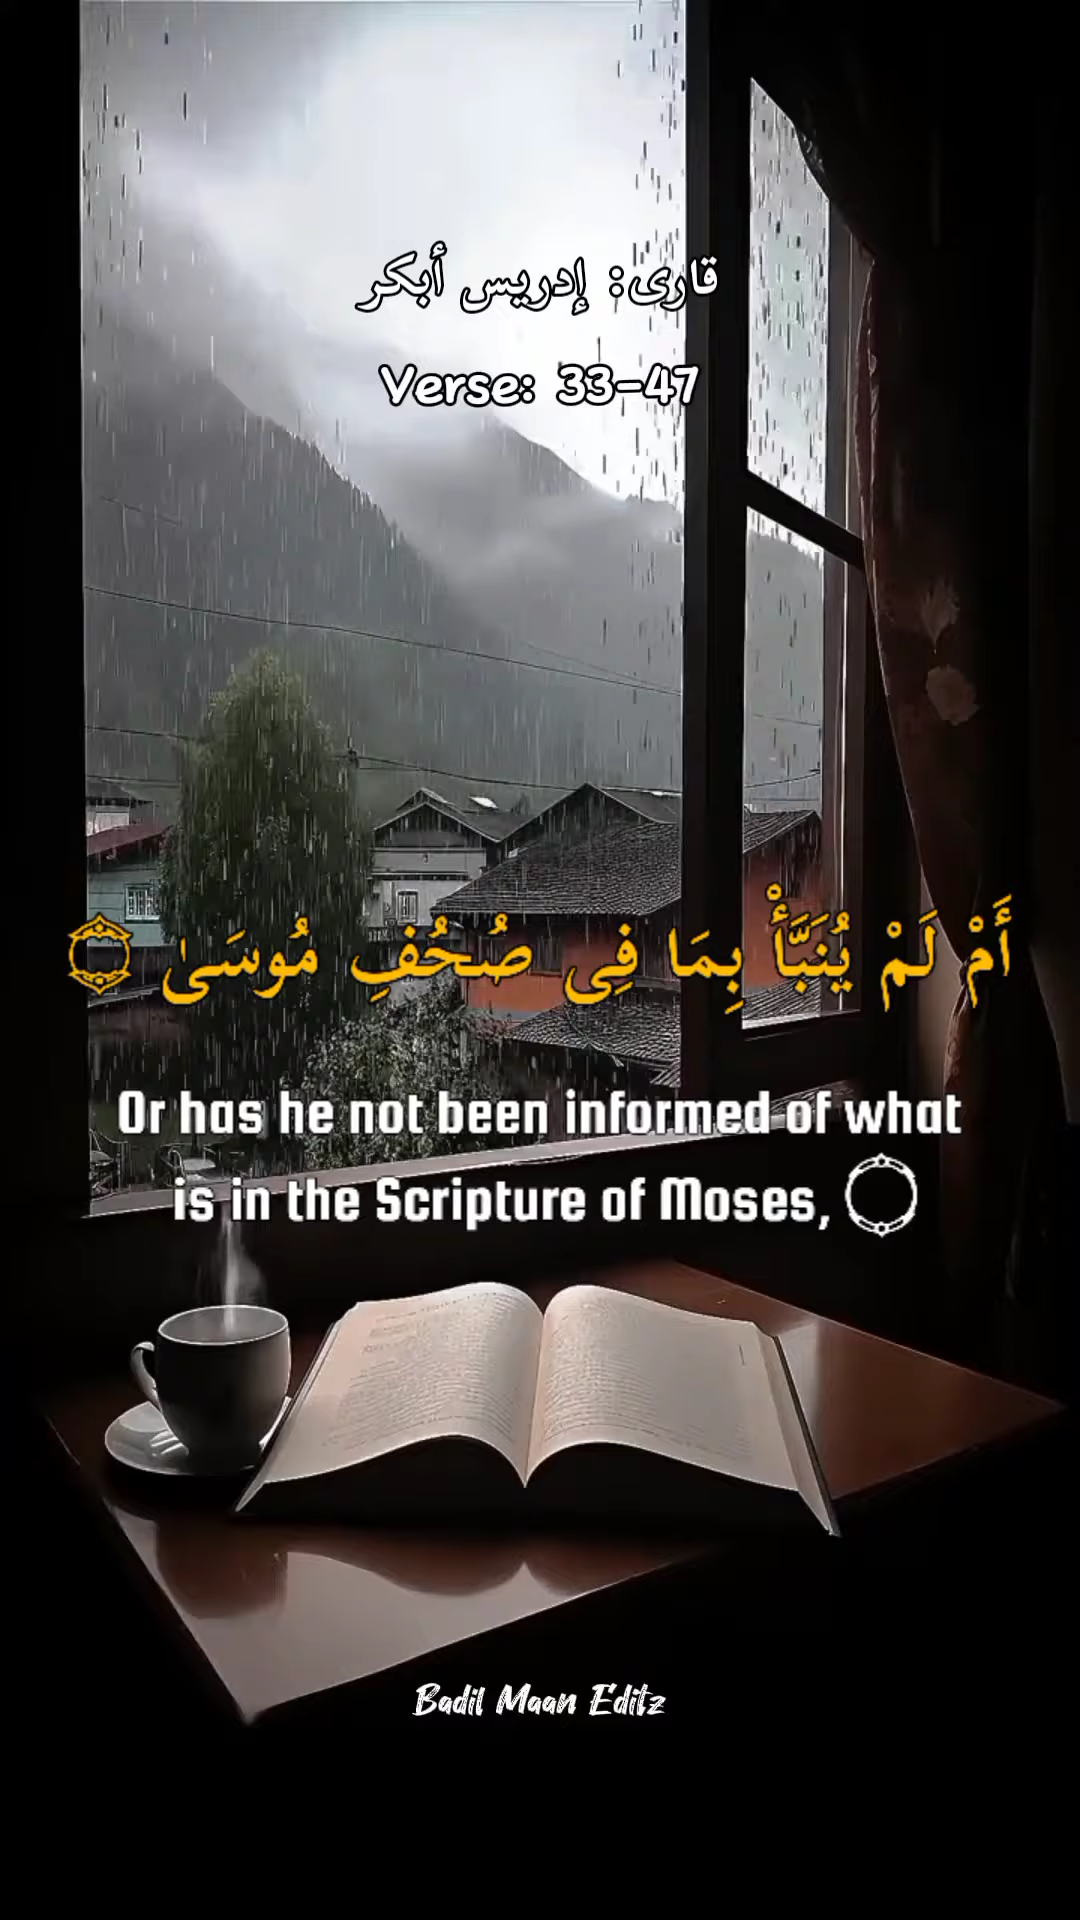 قارى: إدريس أبكر
Verse: 33-47
أَمْ لَمْ يُنَبَّأْ بِمَا فِى صُحُفِ مُوسَىٰ ۝
Or has he not been informed of what
is in the Scripture of Moses, ۝
Badil Maan Editz